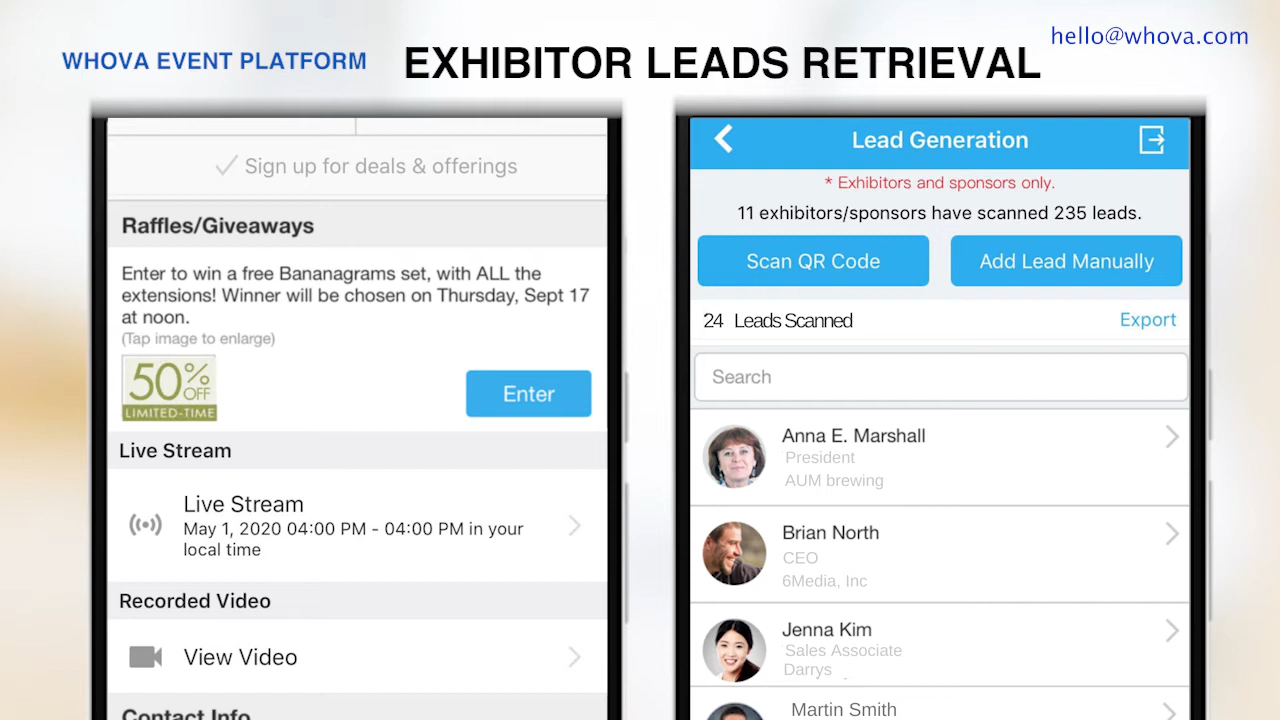 WHOVA EVENT PLATFORM
EXHIBITOR LEADS RETRIEVAL
hello@whova.com
Sign up for deals & offerings
Raffles/Giveaways
Enter to win a free Bananagrams set, with ALL the
extensions! Winner will be chosen on Thursday, Sept 17
at noon.
(Tap image to enlarge)
50% OFF
LIMITED-TIME
Enter
Live Stream
Live Stream
May 1, 2020 04:00 PM - 04:00 PM in your
local time
Recorded Video
View Video
Contact Info
Lead Generation
* Exhibitors and sponsors only.
11 exhibitors/sponsors have scanned 235 leads.
Scan QR Code
Add Lead Manually
24 Leads Scanned
Export
Search
Anna E. Marshall
President
AUM brewing
Brian North
CEO
6Media, Inc
Jenna Kim
Sales Associate
Darrys
Martin Smith